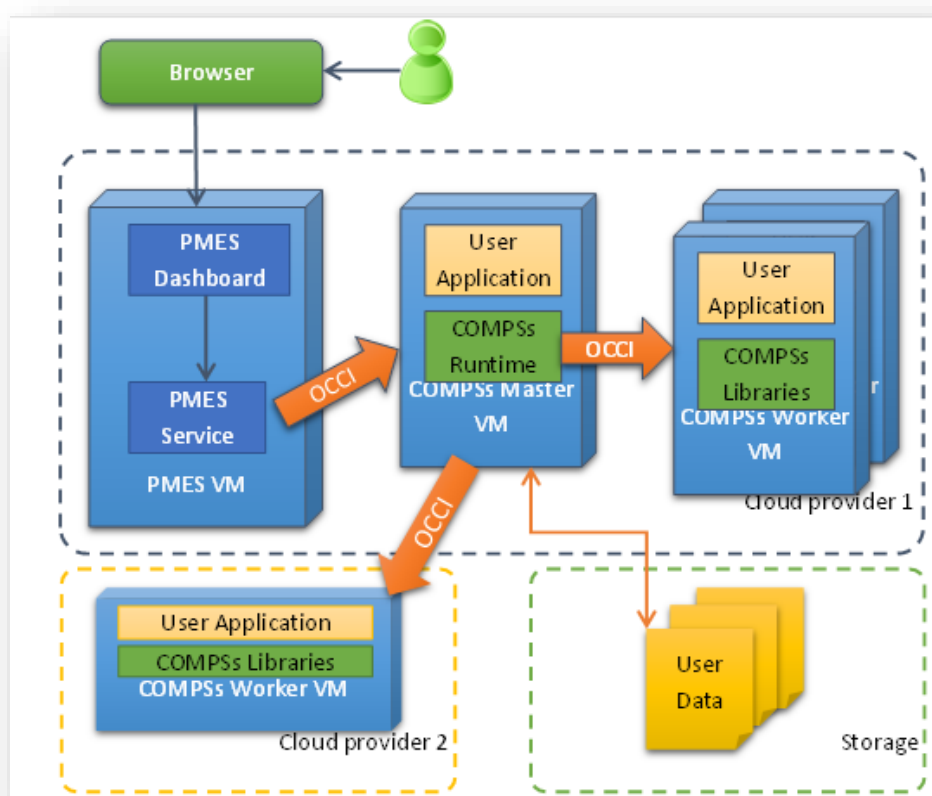 Browser
PMES
Dashboard
PMES
Service
PMES VM
OCCI
User
Application
COMPSs
Runtime
COMPSs Master
VM
OCCI
User
Application
COMPSs
Libraries
COMPSs Worker
VM
Cloud provider 1
OCCI
User Application
COMPSs Libraries
COMPSs Worker VM
Cloud provider 2
User
Data
Storage